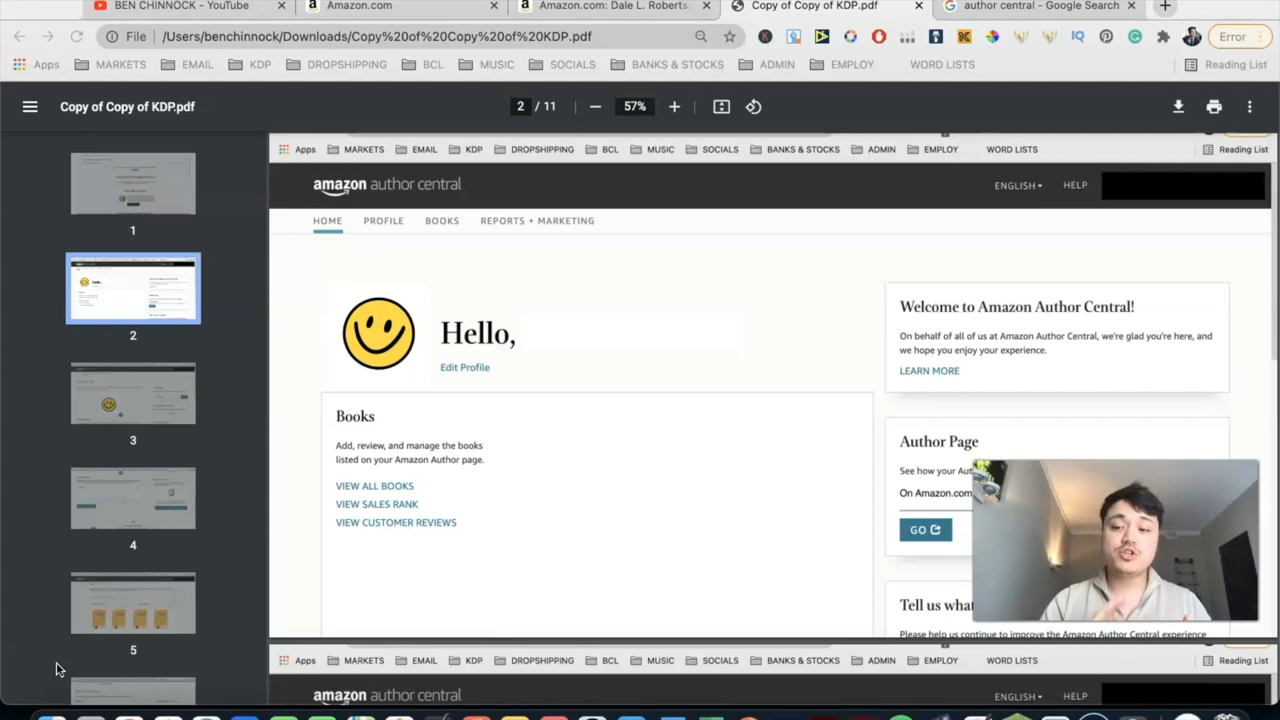 BEN CHINNOCK - YouTube
Amazon.com
Amazon.com: Dale L. Roberts:
Copy of Copy of KDP.pdf
author central - Google Search
File /Users/benchinnock/Downloads/Copy%20of%20Copy%20of%20KDP.pdf
Error
Apps MARKETS EMAIL KDP DROPSHIPPING BCL MUSIC SOCIALS BANKS & STOCKS ADMIN EMPLOY WORD LISTS Reading List
Copy of Copy of KDP.pdf
2 / 11
57%
1
2
3
4
5
Apps MARKETS EMAIL KDP DROPSHIPPING BCL MUSIC SOCIALS BANKS & STOCKS ADMIN EMPLOY WORD LISTS Reading List
amazon author central
ENGLISH HELP
HOME PROFILE BOOKS REPORTS + MARKETING
Hello,
Edit Profile
Welcome to Amazon Author Central!
On behalf of all of us at Amazon Author Central, we're glad you're here, and
we hope you enjoy your experience.
LEARN MORE
Books
Add, review, and manage the books
listed on your Amazon Author page.
VIEW ALL BOOKS
VIEW SALES RANK
VIEW CUSTOMER REVIEWS
Author Page
See how your
On Amazon.com
GO
Tell us
Please help us continue to improve the Amazon Author Central experience
Apps MARKETS EMAIL KDP DROPSHIPPING BCL MUSIC SOCIALS BANKS & STOCKS ADMIN EMPLOY WORD LISTS Reading List
amazon author central
ENGLISH HELP